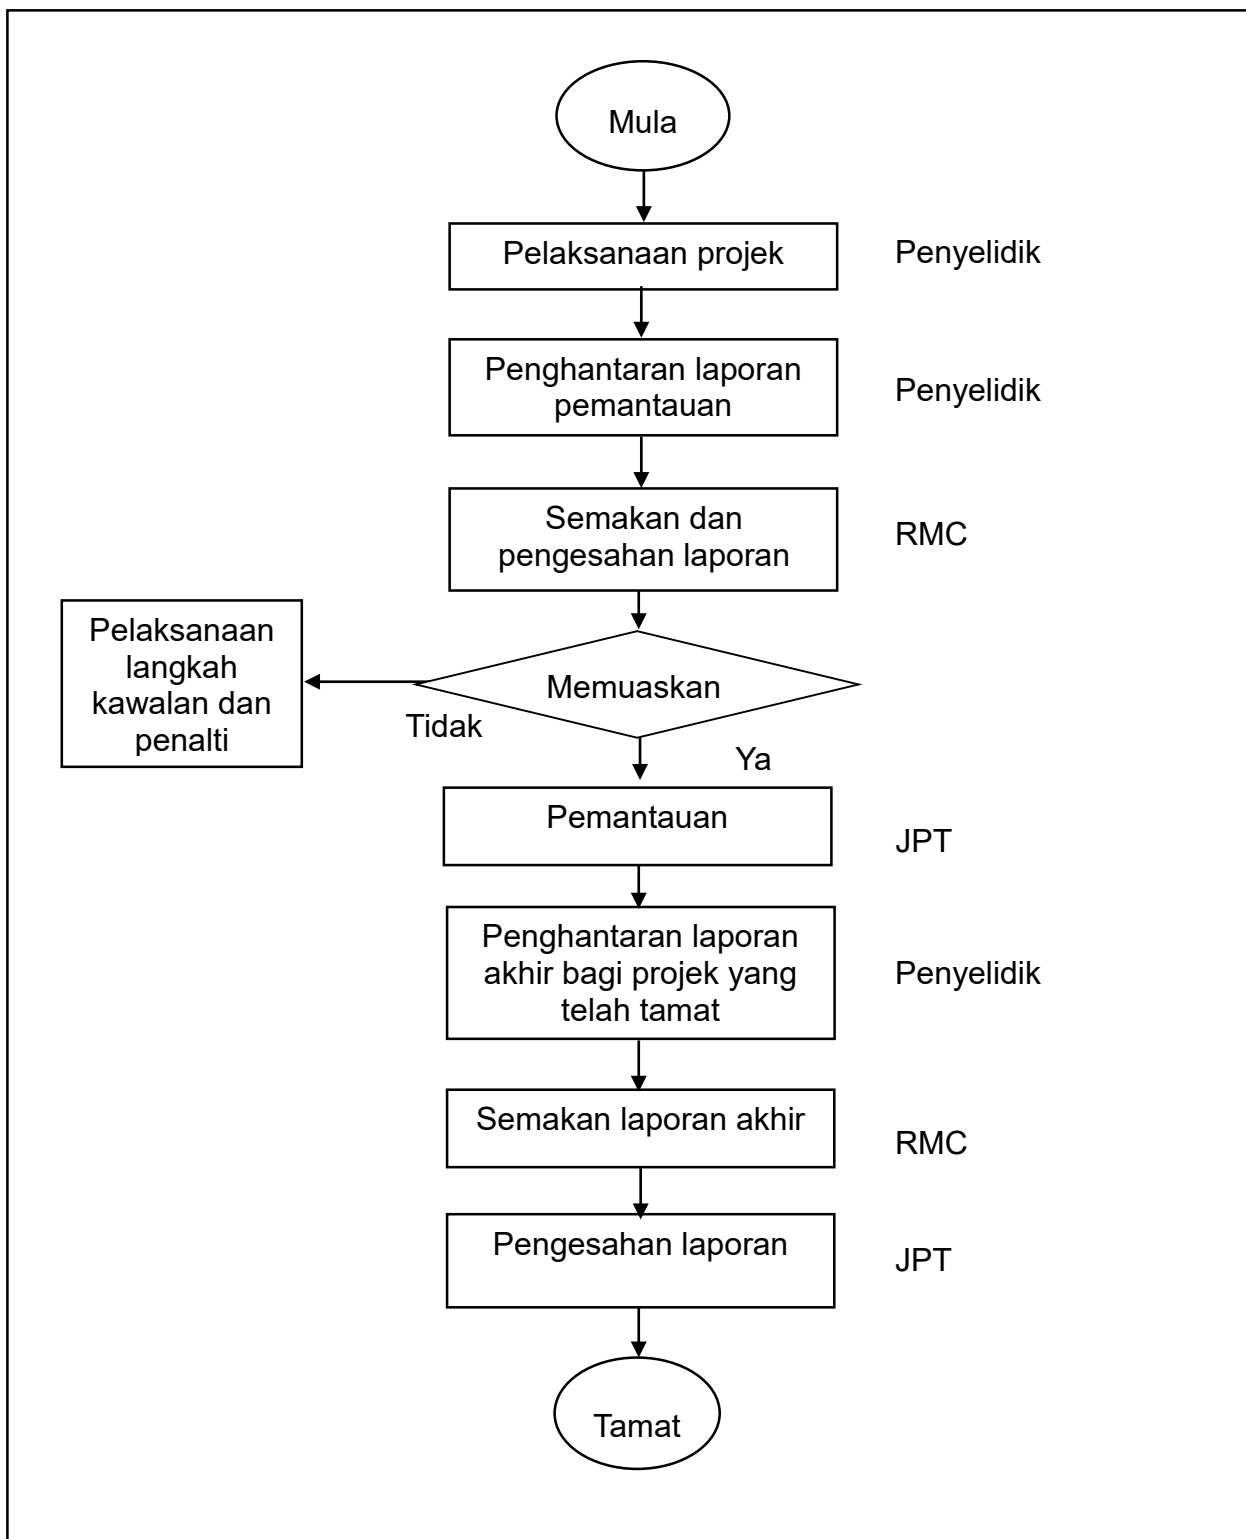 Mula
Pelaksanaan projek
Penyelidik
Penghantaran laporan
pemantauan
Penyelidik
Semakan dan
pengesahan laporan
RMC
Pelaksanaan
langkah
kawalan dan
penalti
Memuaskan
Tidak
Ya
Pemantauan
JPT
Penghantaran laporan
akhir bagi projek yang
telah tamat
Penyelidik
Semakan laporan akhir
RMC
Pengesahan laporan
JPT
Tamat